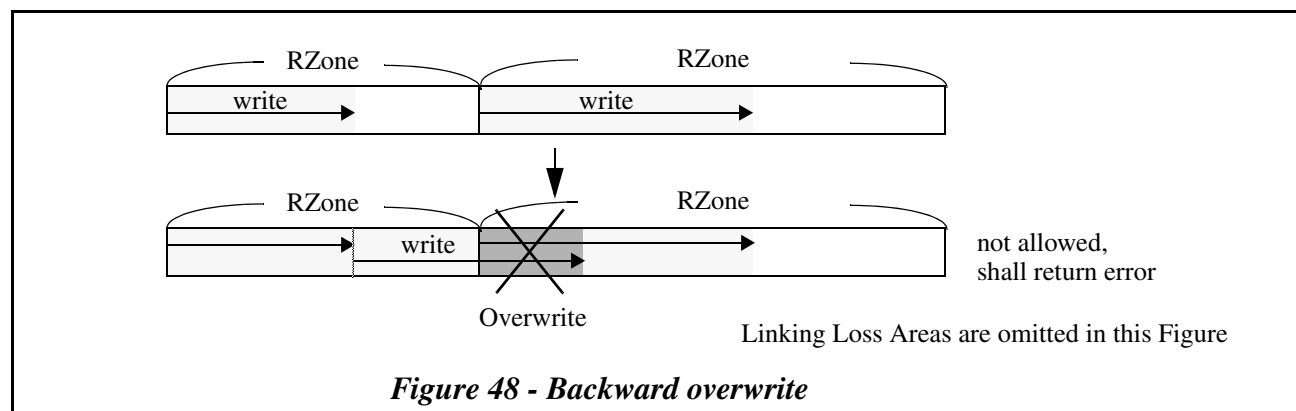 RZone RZone
write write
RZone RZone
write
not allowed,
shall return error
Overwrite
Linking Loss Areas are omitted in this Figure
Figure 48 - Backward overwrite